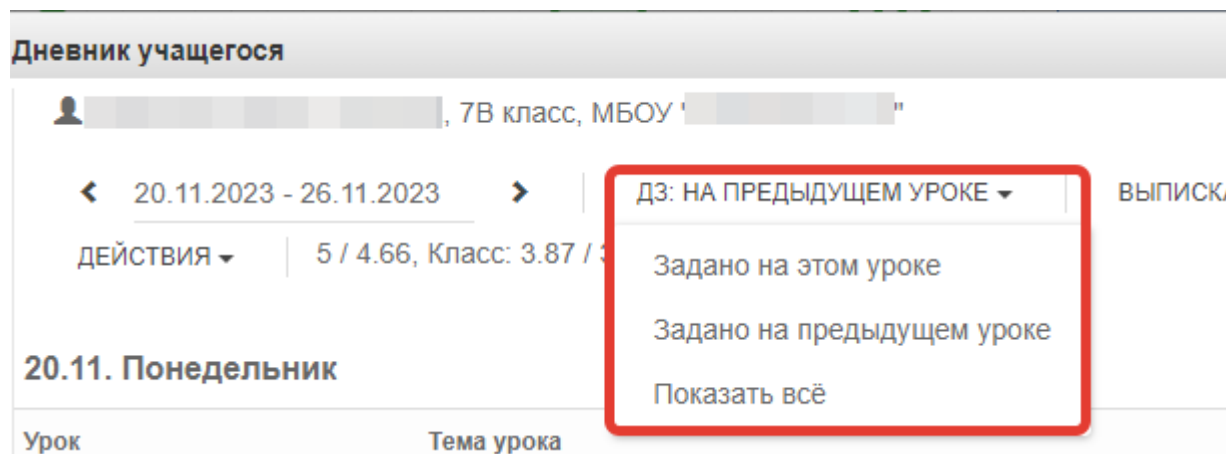 Дневник учащегося
, 7В класс, МБОУ ' "
20.11.2023 - 26.11.2023 ДЗ: НА ПРЕДЫДУЩЕМ УРОКЕ ВЫПИСКА
ДЕЙСТВИЯ 5 / 4.66, Класс: 3.87 /
Задано на этом уроке
Задано на предыдущем уроке
Показать всё
20.11. Понедельник
Урок Тема урока